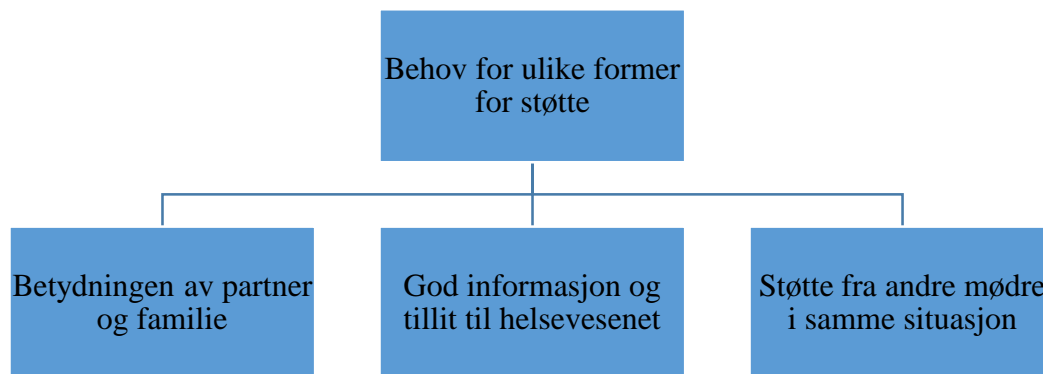 Behov for ulike former
for støtte
Betydningen av partner
og familie
God informasjon og
tillit til helsevesenet
Støtte fra andre mødre
i samme situasjon